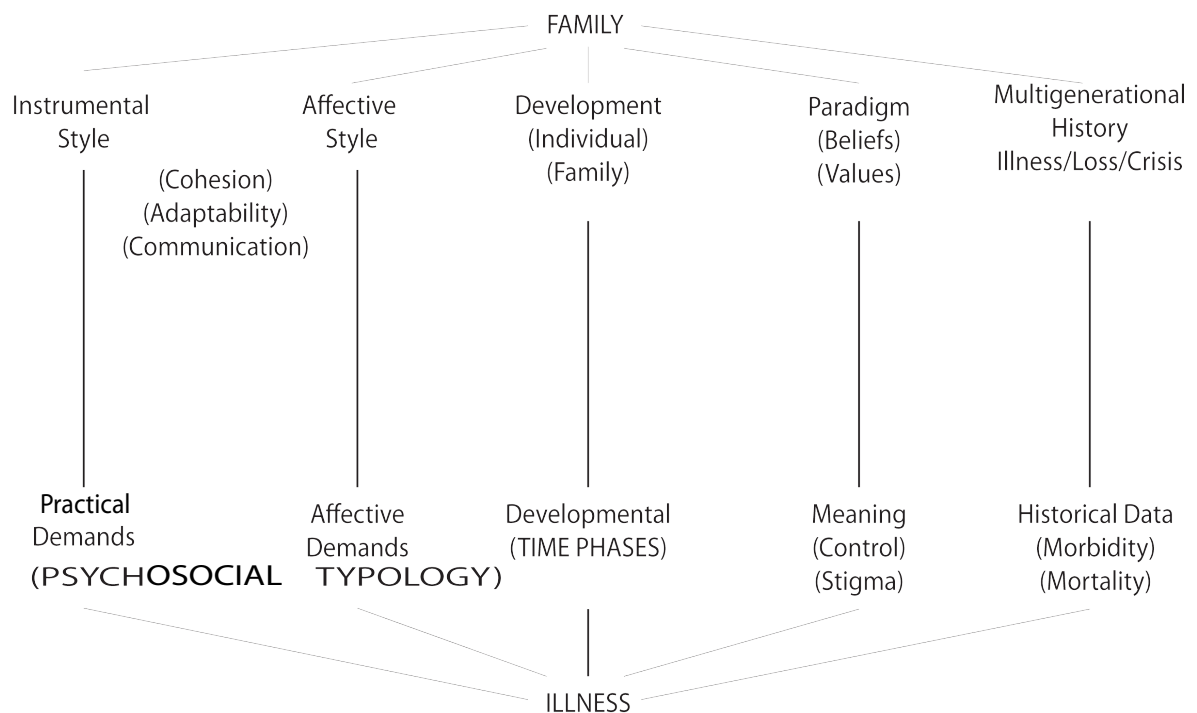 FAMILY
Instrumental
Style
Affective
Style
(Cohesion)
(Adaptability)
(Communication)
Development
(Individual)
(Family)
Paradigm
(Beliefs)
(Values)
Multigenerational
History
Illness/Loss/Crisis
Practical
Demands
Affective
Demands
(PSYCHOSOCIAL TYPOLOGY)
Developmental
(TIME PHASES)
Meaning
(Control)
(Stigma)
Historical Data
(Morbidity)
(Mortality)
ILLNESS